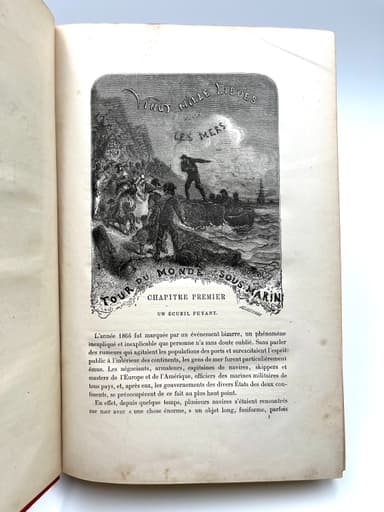 VINGT MILLE LIEUES
SOUS
LES MERS
TOUR DU MONDE SOUS MARIN
CHAPITRE PREMIER
UN ECUEIL FUYANT.
L'année 1866 fut marquée par un événement bizarre, un phénomène
inexpliqué et inexplicable que personne n'a sans doute oublié. Sans parler
des rumeurs qui agitaient les populations des ports et surexcitaient l'esprit
public à l'intérieur des continents, les gens de mer furent particulièrement
émus. Les négociants, armateurs, capitaines de navires, skippers et
masters de l'Europe et de l'Amérique, officiers des marines militaires de
tous pays, et, après eux, les gouvernements des divers États des deux con-
tinents, se préoccupèrent de ce fait au plus haut point.
En effet, depuis quelque temps, plusieurs navires s'étaient rencontrés
sur mer avec « une chose énorme, » un objet long, fusiforme, parfois
1